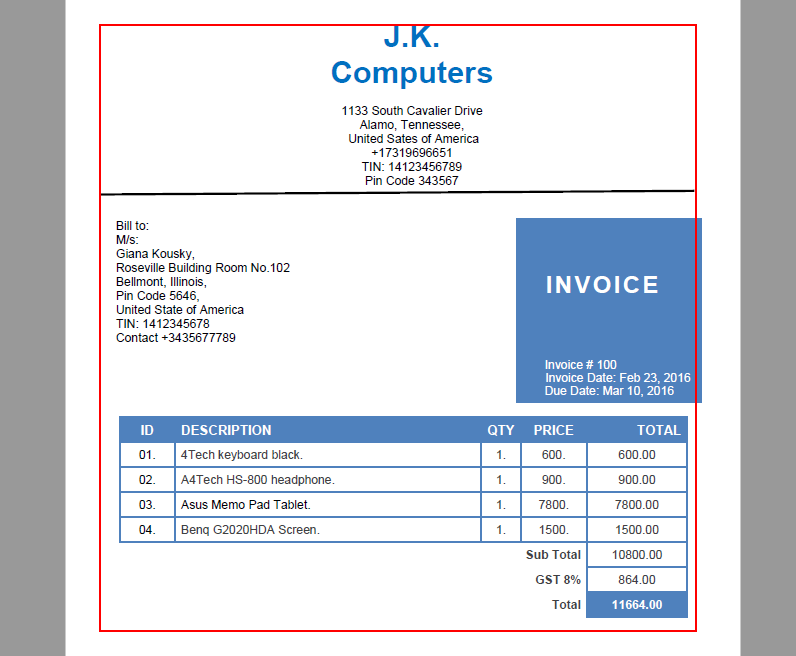 J.K.
Computers
1133 South Cavalier Drive
Alamo, Tennessee,
United Sates of America
+17319696651
TIN: 14123456789
Pin Code 343567
Bill to:
M/s:
Giana Kousky,
Roseville Building Room No.102
Bellmont, Illinois,
Pin Code 5646,
United State of America
TIN: 1412345678
Contact +3435677789
INVOICE
Invoice # 100
Invoice Date: Feb 23, 2016
Due Date: Mar 10, 2016
ID DESCRIPTION QTY PRICE TOTAL
01. 4Tech keyboard black. 1. 600. 600.00
02. A4Tech HS-800 headphone. 1. 900. 900.00
03. Asus Memo Pad Tablet. 1. 7800. 7800.00
04. Benq G2020HDA Screen. 1. 1500. 1500.00
Sub Total 10800.00
GST 8% 864.00
Total 11664.00